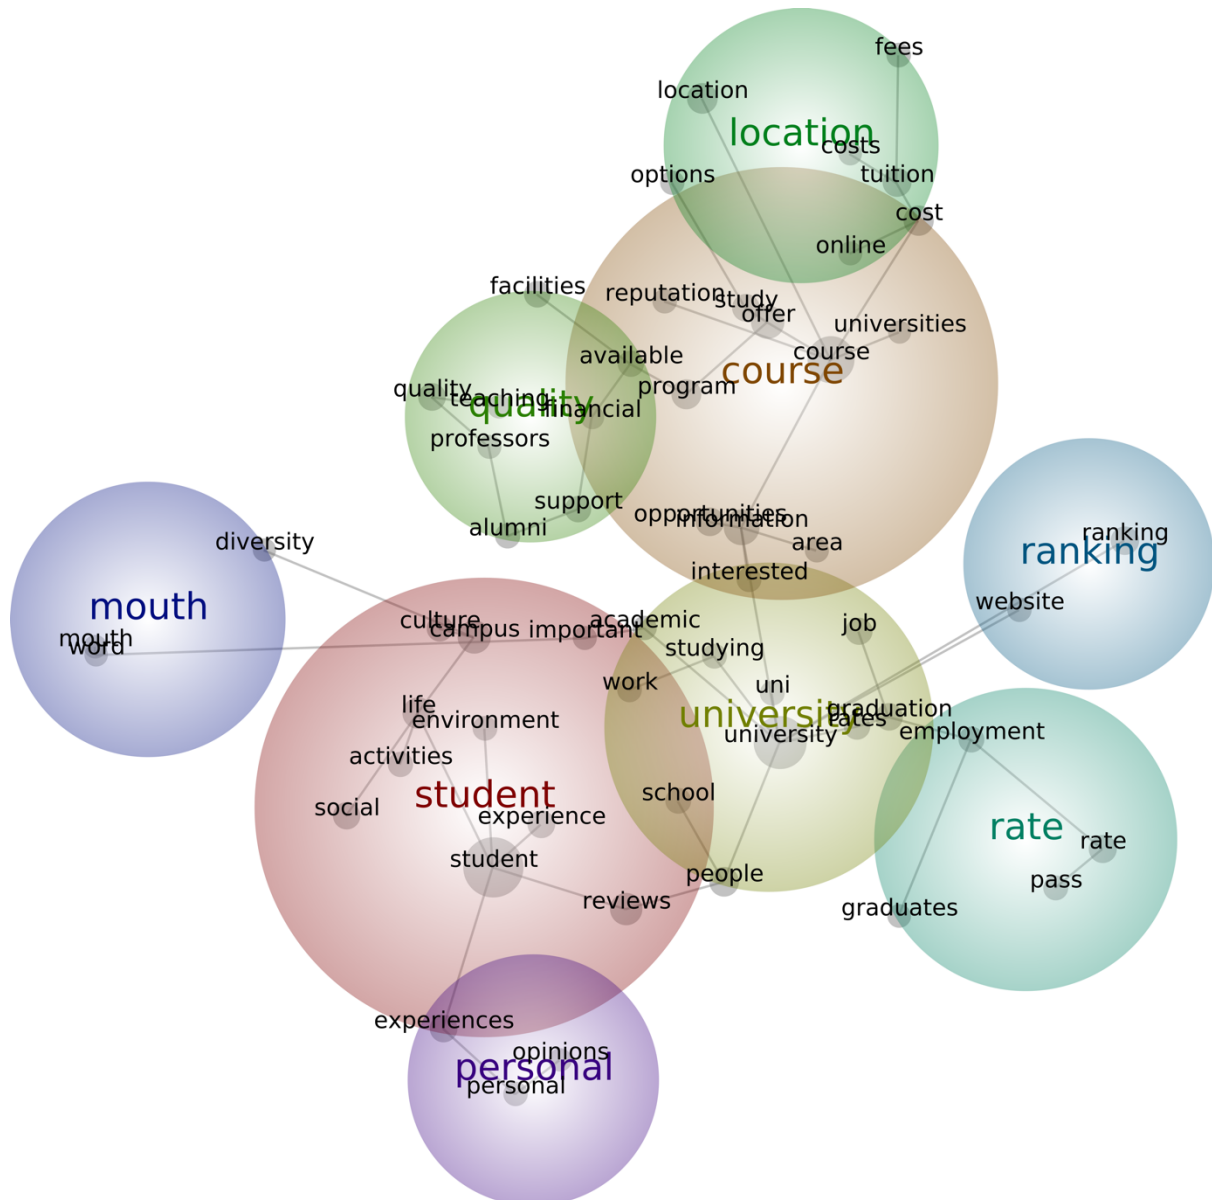 fees
location
location
costs
options
tuition
cost
online
facilities
reputation
study
offer
universities
available
course
course
program
quality
teaching
quality
financial
professors
support
opportunities
information
alumni
area
diversity
interested
ranking
ranking
website
mouth
mouth
word
culture
campus
important
academic
job
studying
work
uni
life
environment
university
graduation
rates
university
employment
activities
student
school
social
experience
rate
rate
student
people
pass
reviews
graduates
experiences
opinions
personal
personal